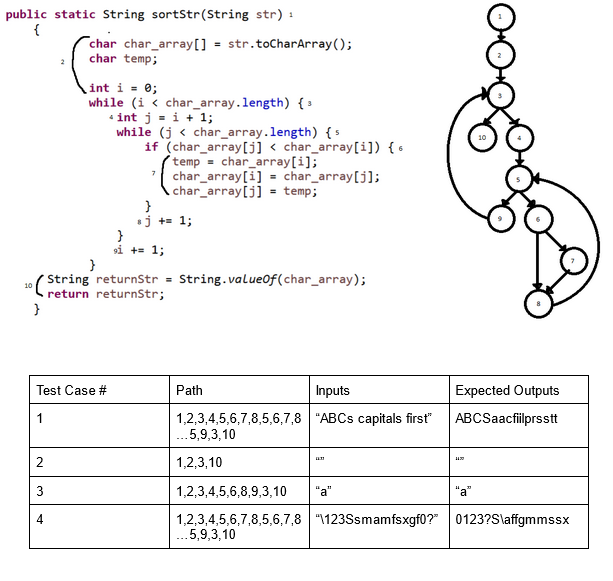 public static String sortStr(String str) 1
{
2 char char_array[] = str.toCharArray();
char temp;
int i = 0;
while (i < char_array.length) { 3
4 int j = i + 1;
while (j < char_array.length) { 5
if (char_array[j] < char_array[i]) { 6
temp = char_array[i];
7 char_array[i] = char_array[j];
char_array[j] = temp;
}
8 j += 1;
}
9 i += 1;
}
10 String returnStr = String.valueOf(char_array);
return returnStr;
}
1
2
3
10 4
5
9 6
7
8
Test Case # Path Inputs Expected Outputs
1 1,2,3,4,5,6,7,8,5,6,7,8 “ABCs capitals first” ABCSaacfiilprsstt
…5,9,3,10
2 1,2,3,10 “” “”
3 1,2,3,4,5,6,8,9,3,10 “a” “a”
4 1,2,3,4,5,6,7,8,5,6,7,8 “\123Ssmamfsxgf0?” 0123?S\affgmmssx
…5,9,3,10